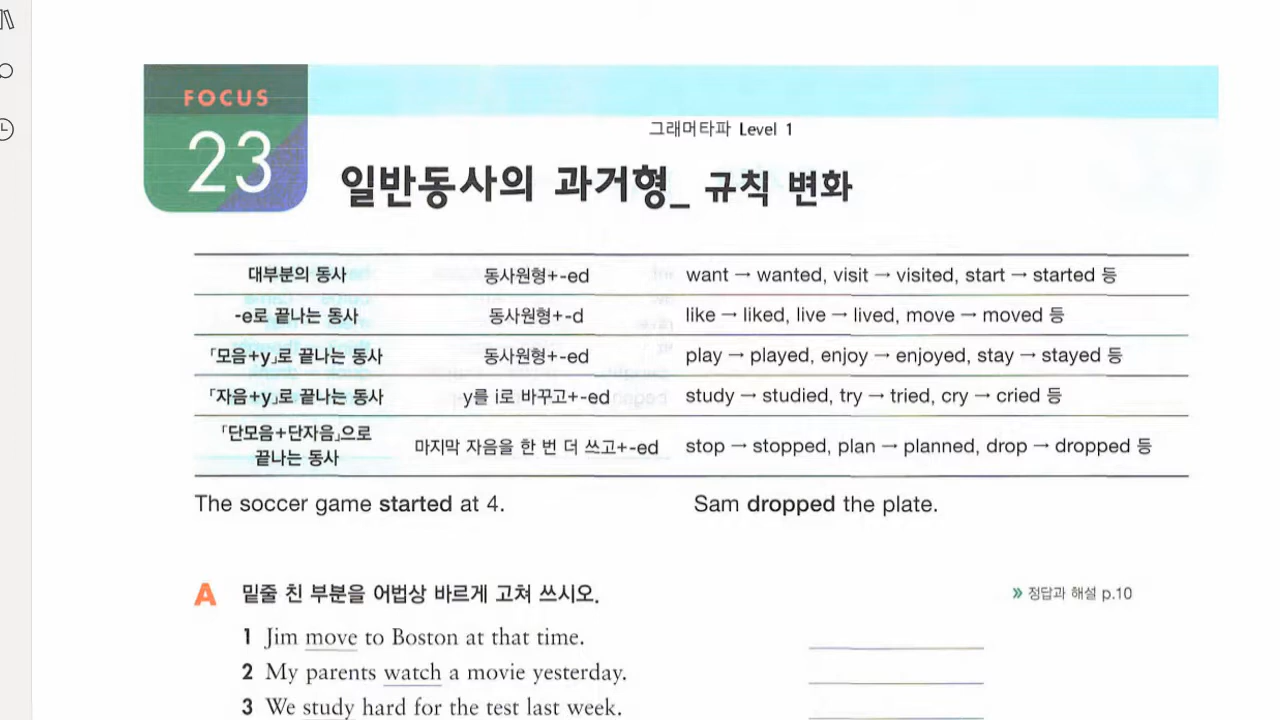 FOCUS
23
그래머타파 Level 1
일반동사의 과거형_ 규칙 변화
대부분의 동사 동사원형+-ed want → wanted, visit → visited, start → started 등
-e로 끝나는 동사 동사원형+-d like → liked, live → lived, move → moved 등
「모음+y」로 끝나는 동사 동사원형+-ed play → played, enjoy → enjoyed, stay → stayed 등
「자음+y」로 끝나는 동사 y를 i로 바꾸고+-ed study → studied, try → tried, cry → cried 등
「단모음+단자음」으로
끝나는 동사 마지막 자음을 한 번 더 쓰고+-ed stop → stopped, plan → planned, drop → dropped 등
The soccer game started at 4. Sam dropped the plate.
A 밑줄 친 부분을 어법상 바르게 고쳐 쓰시오. » 정답과 해설 p.10
1 Jim move to Boston at that time.
2 My parents watch a movie yesterday.
3 We study hard for the test last week.